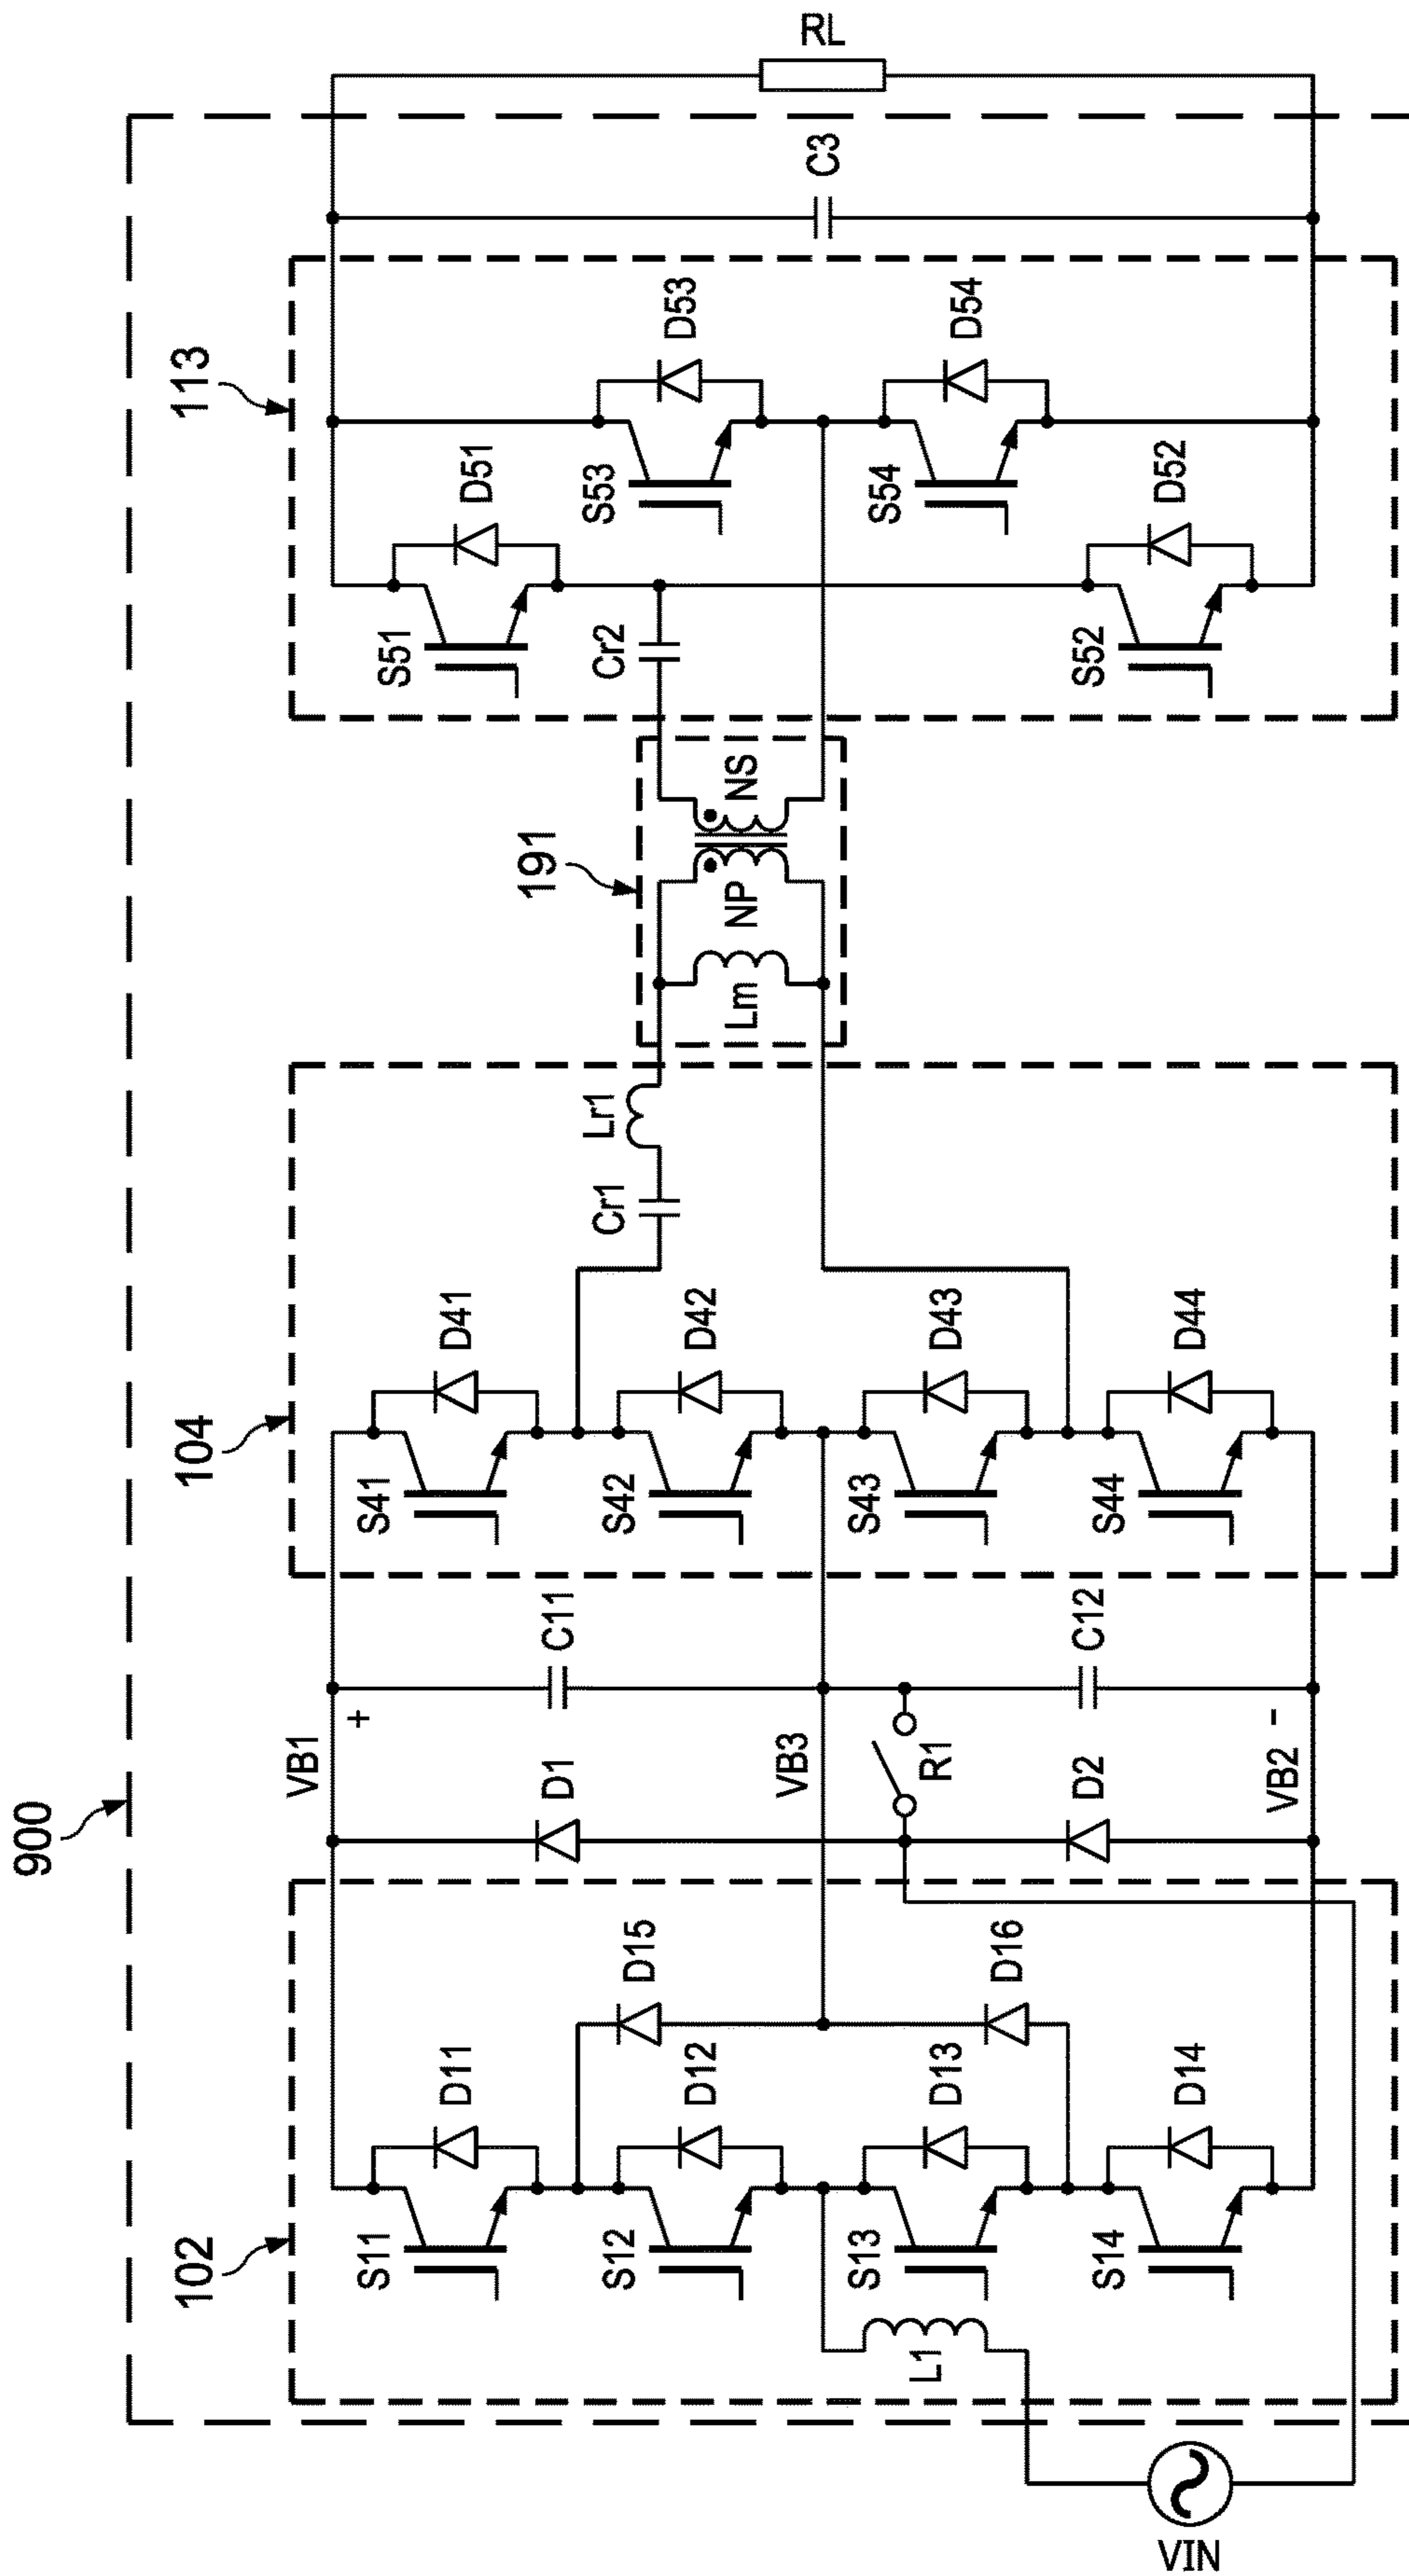 900
102
104
191
113
VIN
L1
S11
D11
S12
D12
S13
D13
S14
D14
D15
D16
VB1
+
VB3
VB2
-
D1
D2
R1
C11
C12
S41
D41
S42
D42
S43
D43
S44
D44
Cr1
Lr1
Lm
NP
NS
Cr2
S51
D51
S52
D52
S53
D53
S54
D54
C3
RL